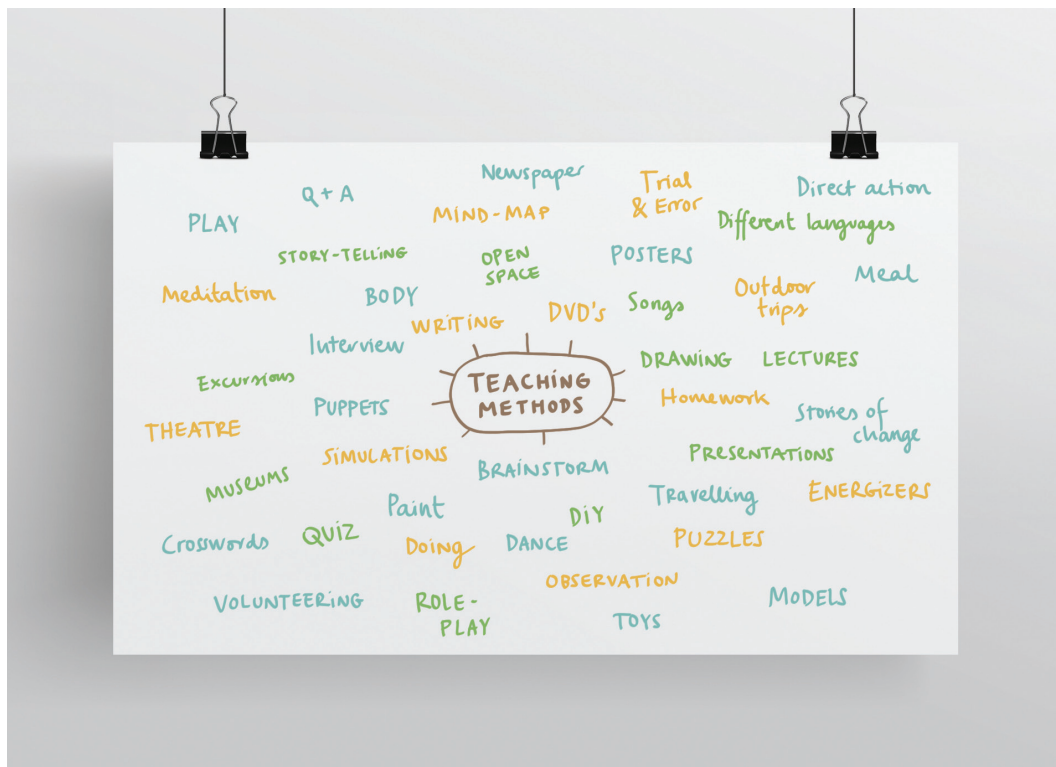 Newspaper
Trial
& Error
Direct action
Q + A
MIND-MAP
PLAY
Different languages
STORY-TELLING
OPEN
SPACE
POSTERS
Meal
Meditation
BODY
Outdoor
trips
WRITING
DVD's
Songs
Interview
DRAWING
LECTURES
Excursions
TEACHING
METHODS
PUPPETS
Homework
Stories of
change
THEATRE
SIMULATIONS
PRESENTATIONS
BRAINSTORM
MUSEUMS
Paint
Travelling
ENERGIZERS
DIY
Crosswords
QUIZ
Doing
DANCE
PUZZLES
OBSERVATION
VOLUNTEERING
ROLE-
PLAY
TOYS
MODELS